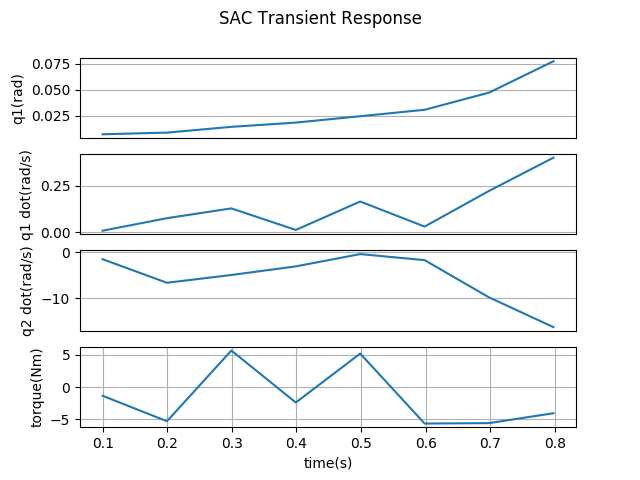 SAC Transient Response
q1(rad)
0.075
0.050
0.025
q1 dot(rad/s)
0.25
0.00
q2 dot(rad/s)
0
−10
torque(Nm)
5
0
−5
0.1 0.2 0.3 0.4 0.5 0.6 0.7 0.8
time(s)